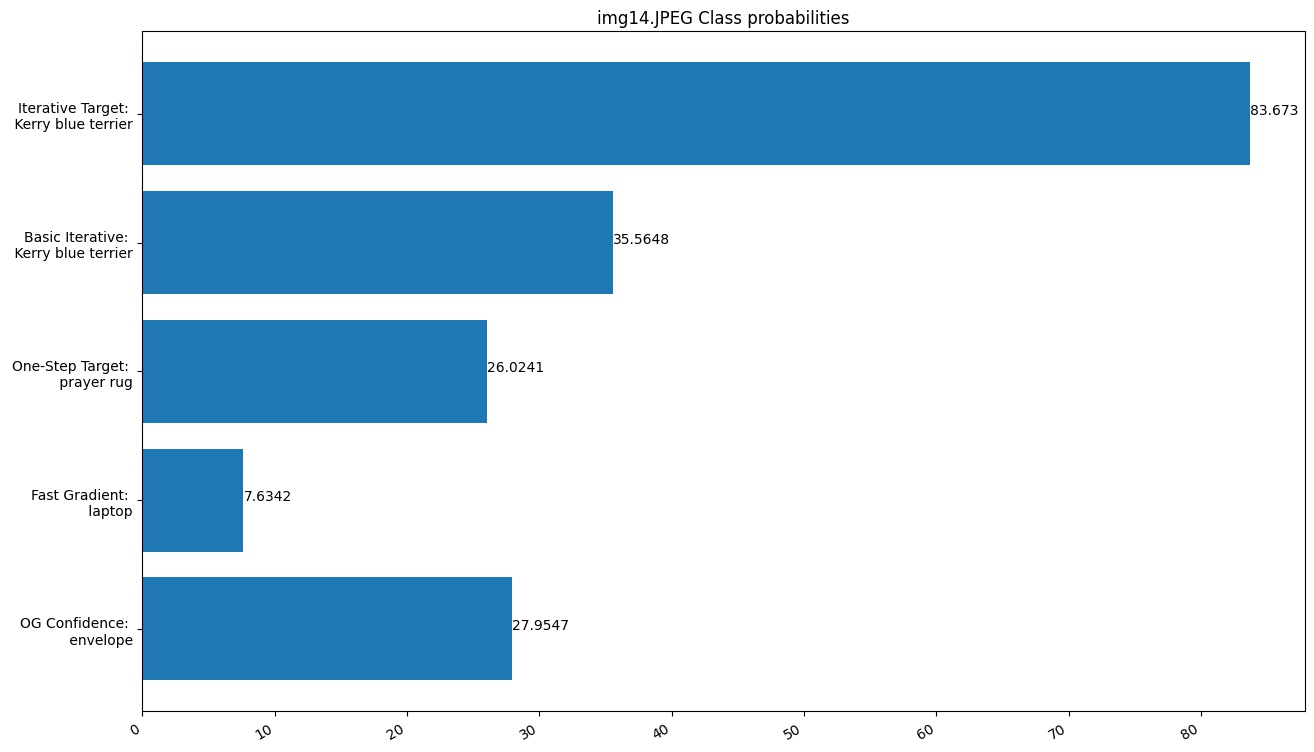 img14.JPEG Class probabilities
Iterative Target:
Kerry blue terrier
83.673
Basic Iterative:
Kerry blue terrier
35.5648
One-Step Target:
prayer rug
26.0241
Fast Gradient:
laptop
7.6342
OG Confidence:
envelope
27.9547
0 10 20 30 40 50 60 70 80